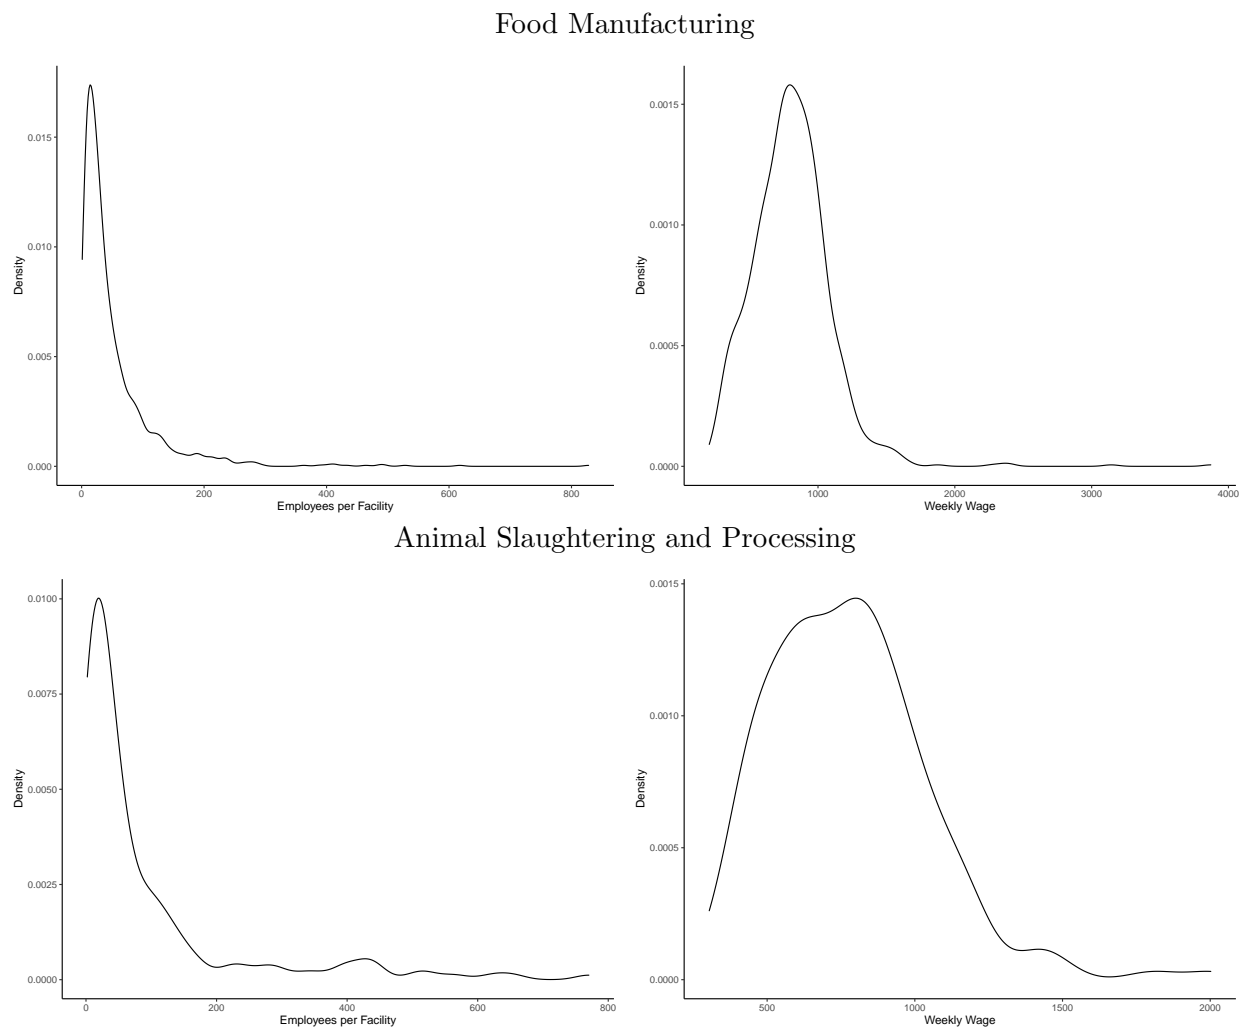 Food Manufacturing
0.015
0.010
0.005
0.000
Density
0 200 400 600 800
Employees per Facility
0.0015
0.0010
0.0005
0.0000
Density
1000 2000 3000 4000
Weekly Wage
Animal Slaughtering and Processing
0.0100
0.0075
0.0050
0.0025
0.0000
Density
0 200 400 600 800
Employees per Facility
0.0015
0.0010
0.0005
0.0000
Density
500 1000 1500 2000
Weekly Wage